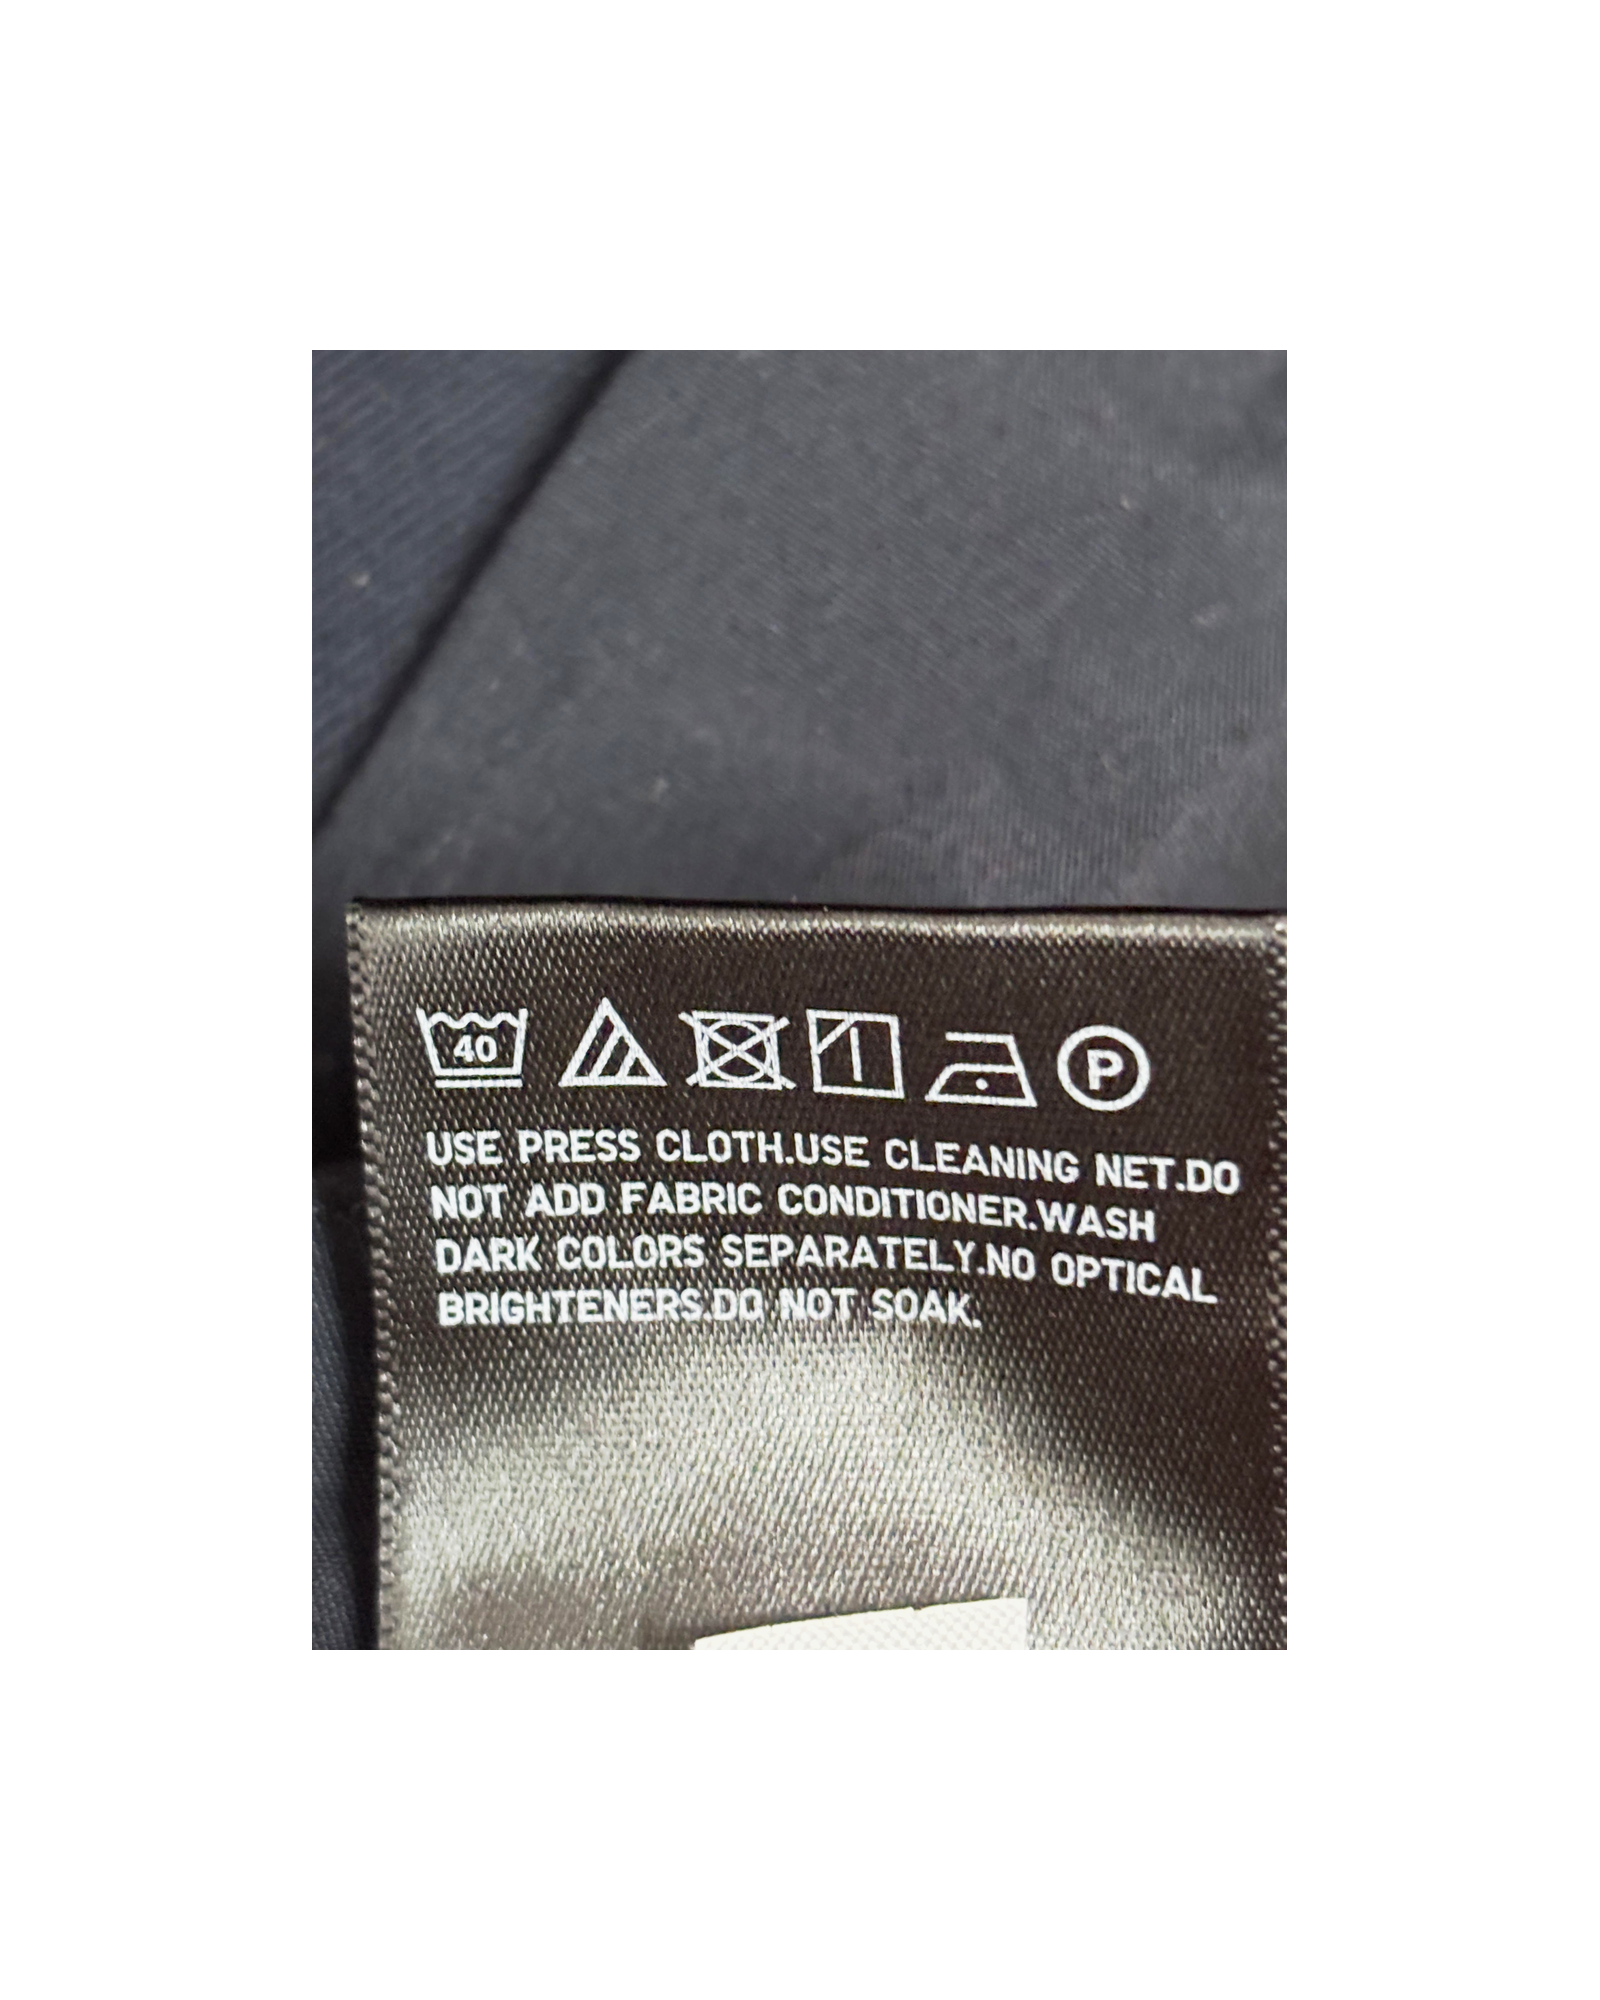 40 P
USE PRESS CLOTH.USE CLEANING NET.DO
NOT ADD FABRIC CONDITIONER.WASH
DARK COLORS SEPARATELY.NO OPTICAL
BRIGHTENERS.DO NOT SOAK.